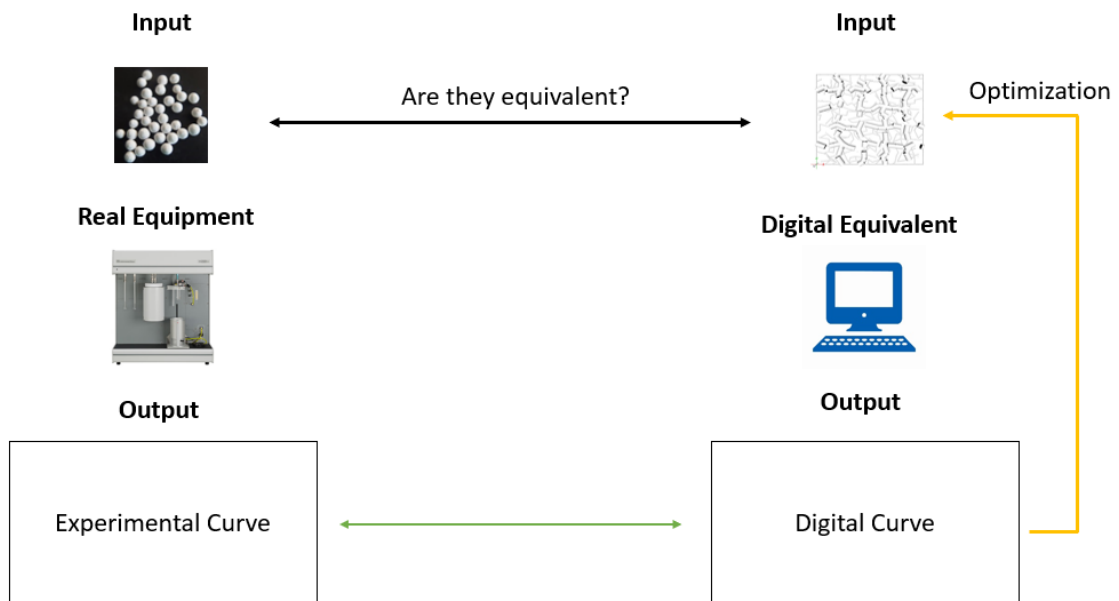 Input
Input
Are they equivalent?
Optimization
Real Equipment
Digital Equivalent
Output
Output
Experimental Curve
Digital Curve